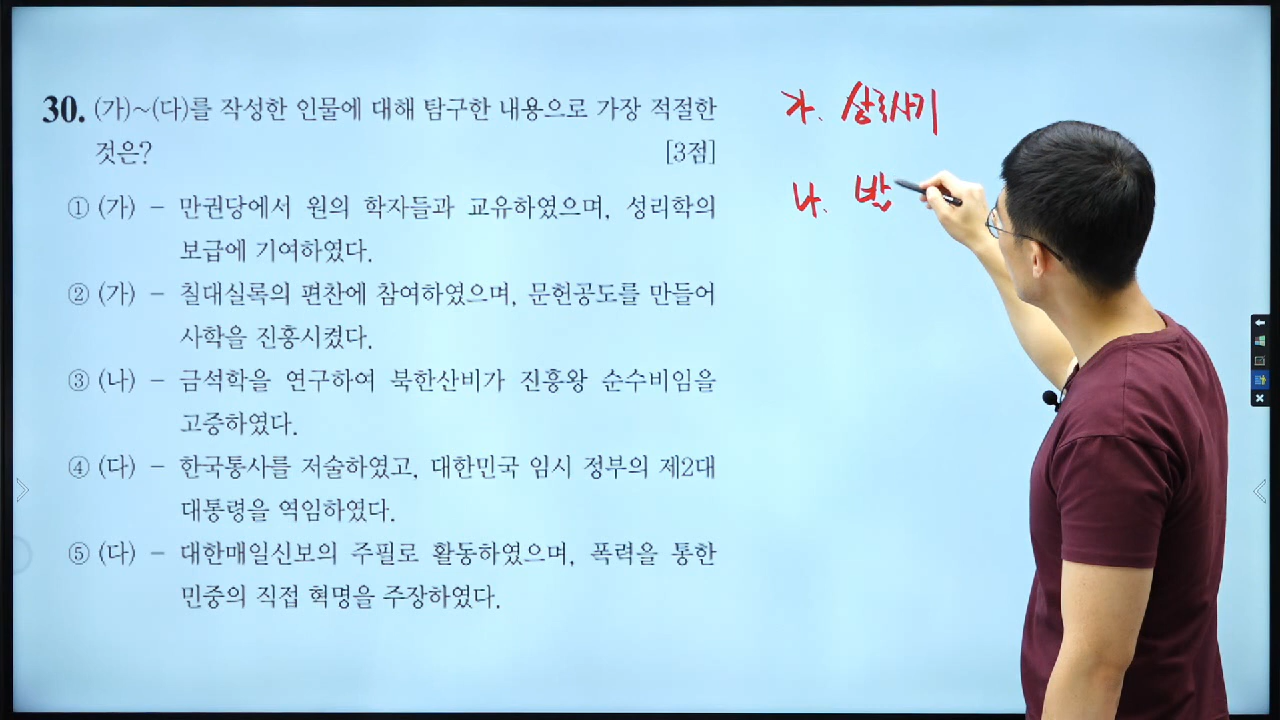 30. (가)~(다)를 작성한 인물에 대해 탐구한 내용으로 가장 적절한
것은? [3점]
① (가) - 만권당에서 원의 학자들과 교유하였으며, 성리학의
보급에 기여하였다.
② (가) - 칠대실록의 편찬에 참여하였으며, 문헌공도를 만들어
사학을 진흥시켰다.
③ (나) - 금석학을 연구하여 북한산비가 진흥왕 순수비임을
고증하였다.
④ (다) - 한국통사를 저술하였고, 대한민국 임시 정부의 제2대
대통령을 역임하였다.
⑤ (다) - 대한매일신보의 주필로 활동하였으며, 폭력을 통한
민중의 직접 혁명을 주장하였다.
가. 삼국사기
나. 발